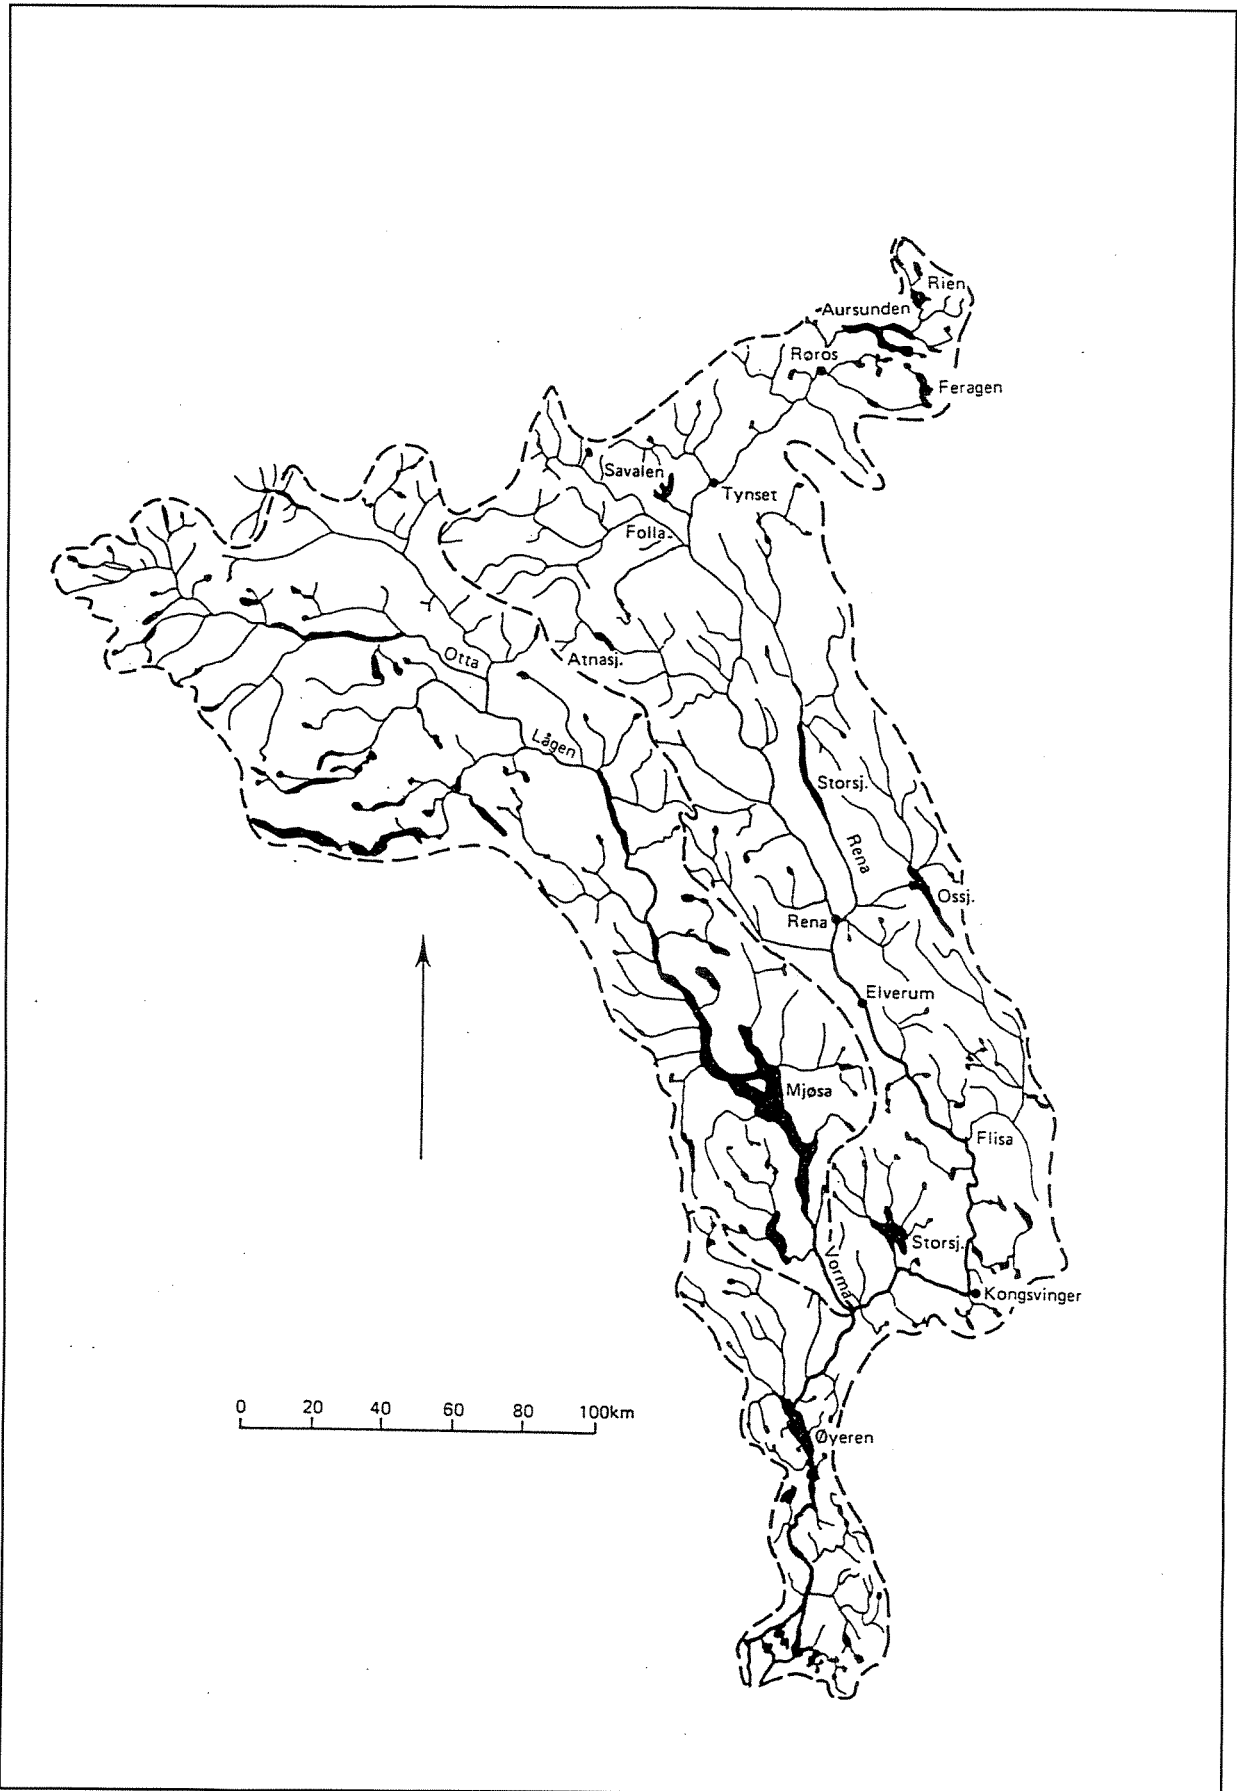 Rien
Aursunden
Røros
Feragen
Savalen
Tynset
Folla
Otta
Atnasj.
Lågen
Storsj.
Rena
Ossj.
Rena
Elverum
Mjøsa
Flisa
Storsj.
Vorma
Kongsvinger
0 20 40 60 80 100km
Øyeren